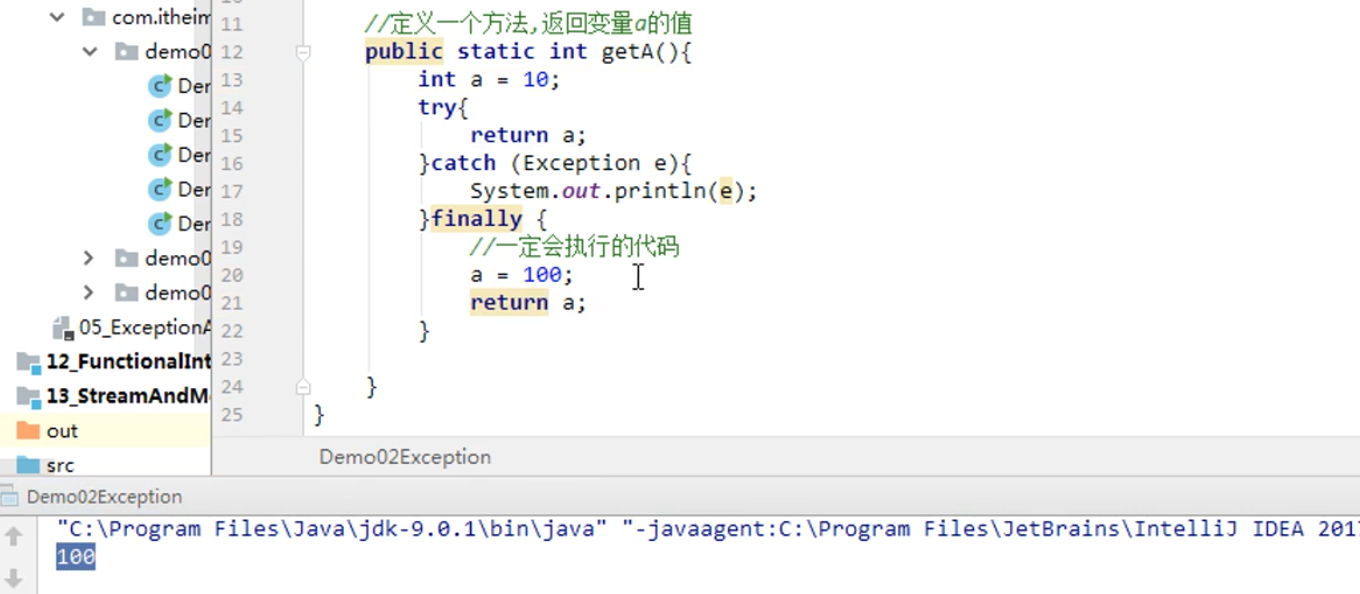 com.itheim
demo0
Der
Der
Der
Der
Der
demo0
demo0
05_ExceptionA
12_FunctionalInt
13_StreamAndMe
out
src
11 //定义一个方法,返回变量a的值
12 public static int getA(){
13 int a = 10;
14 try{
15 return a;
16 }catch (Exception e){
17 System.out.println(e);
18 }finally {
19 //一定会执行的代码
20 a = 100;
21 return a;
22 }
23
24 }
25 }
Demo02Exception
Demo02Exception
"C:\Program Files\Java\jdk-9.0.1\bin\java" "-javaagent:C:\Program Files\JetBrains\IntelliJ IDEA 2017
100